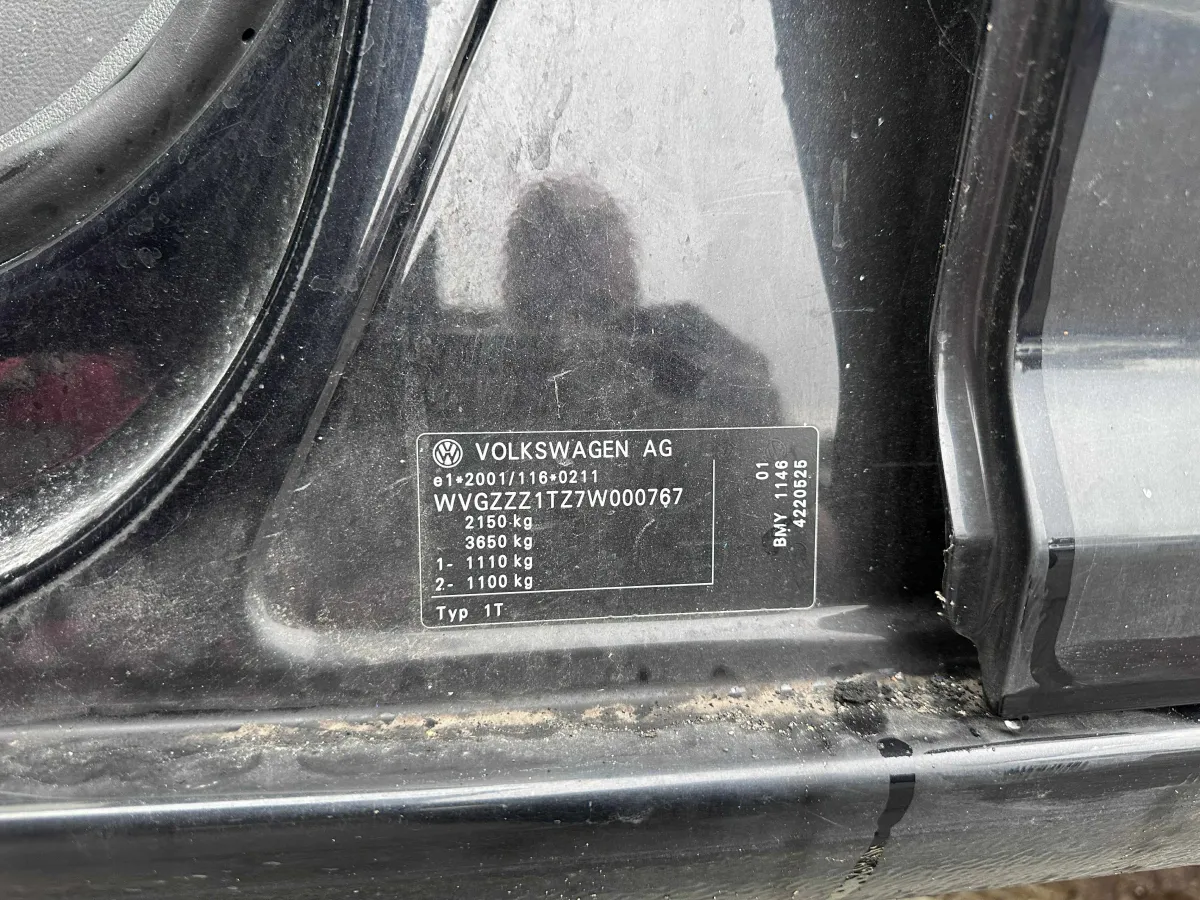 VOLKSWAGEN AG
e1*2001/116*0211
WVGZZZ1TZ7W000767
2150 kg
3650 kg
1- 1110 kg
2- 1100 kg
Typ 1T
01
BMY 1146
4220525